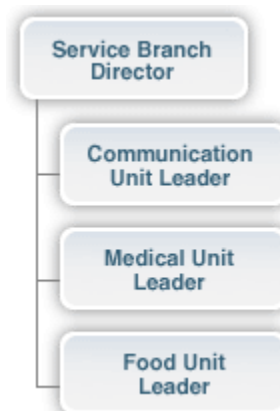 Service Branch
Director
Communication
Unit Leader
Medical Unit
Leader
Food Unit
Leader